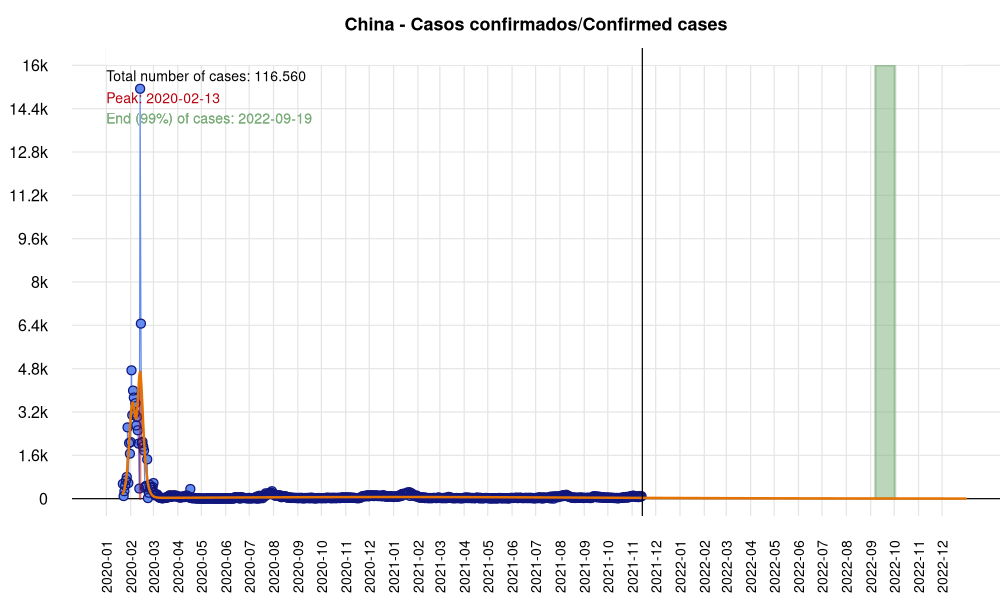 China - Casos confirmados/Confirmed cases
16k
Total number of cases: 116.560
Peak: 2020-02-13
14.4k
End (99%) of cases: 2022-09-19
12.8k
11.2k
9.6k
8k
6.4k
4.8k
3.2k
1.6k
0
2020-01
2020-02
2020-03
2020-04
2020-05
2020-06
2020-07
2020-08
2020-09
2020-10
2020-11
2020-12
2021-01
2021-02
2021-03
2021-04
2021-05
2021-06
2021-07
2021-08
2021-09
2021-10
2021-11
2021-12
2022-01
2022-02
2022-03
2022-04
2022-05
2022-06
2022-07
2022-08
2022-09
2022-10
2022-11
2022-12